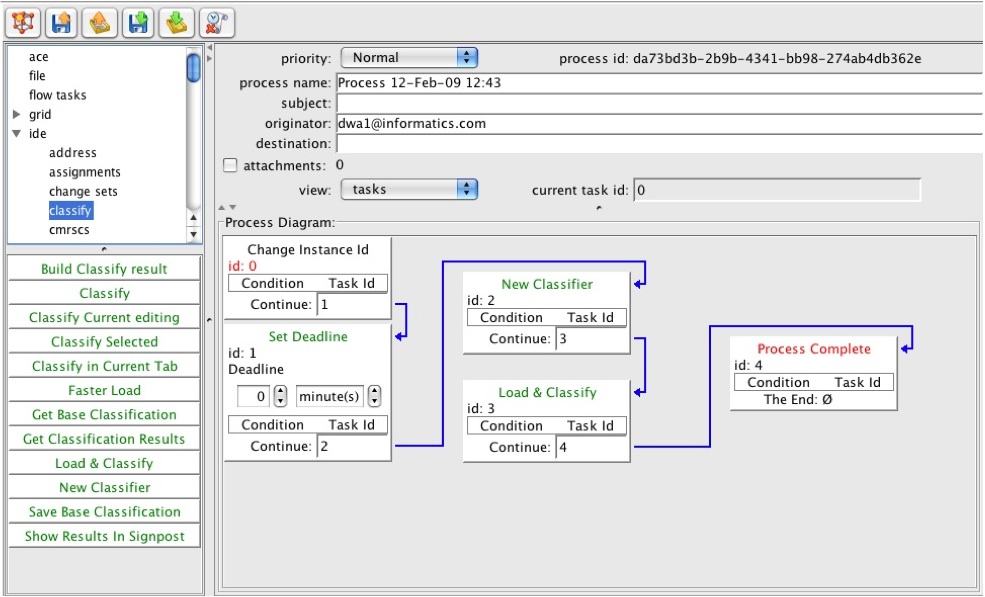 ace
file
flow tasks
grid
ide
address
assignments
change sets
classify
cmrscs
Build Classify result
Classify
Classify Current editing
Classify Selected
Classify in Current Tab
Faster Load
Get Base Classification
Get Classification Results
Load & Classify
New Classifier
Save Base Classification
Show Results In Signpost
priority: Normal process id: da73bd3b-2b9b-4341-bb98-274ab4db362e
process name: Process 12-Feb-09 12:43
subject:
originator: dwa1@informatics.com
destination:
attachments: 0
view: tasks current task id: 0
Process Diagram:
Change Instance Id
id: 0
Condition Task Id
Continue: 1
Set Deadline
id: 1
Deadline
0 minute(s)
Condition Task Id
Continue: 2
New Classifier
id: 2
Condition Task Id
Continue: 3
Load & Classify
id: 3
Condition Task Id
Continue: 4
Process Complete
id: 4
Condition Task Id
The End: Ø